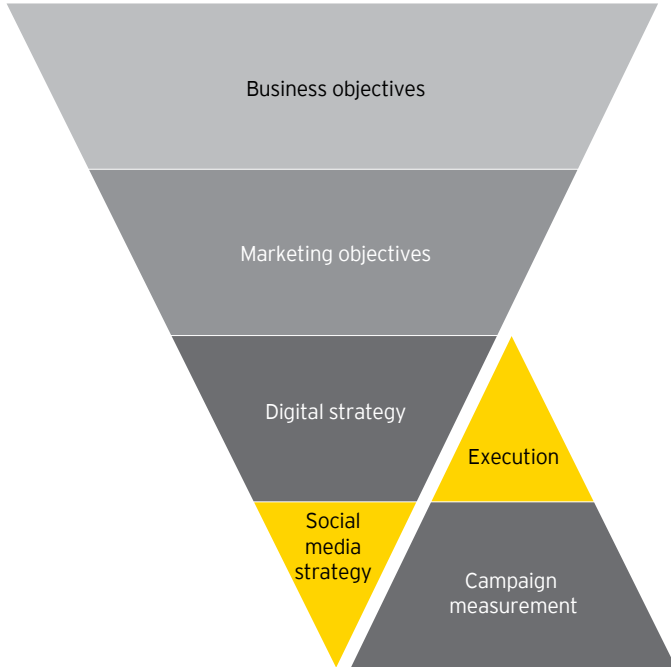 Business objectives
Marketing objectives
Digital strategy
Execution
Social
media
strategy
Campaign
measurement